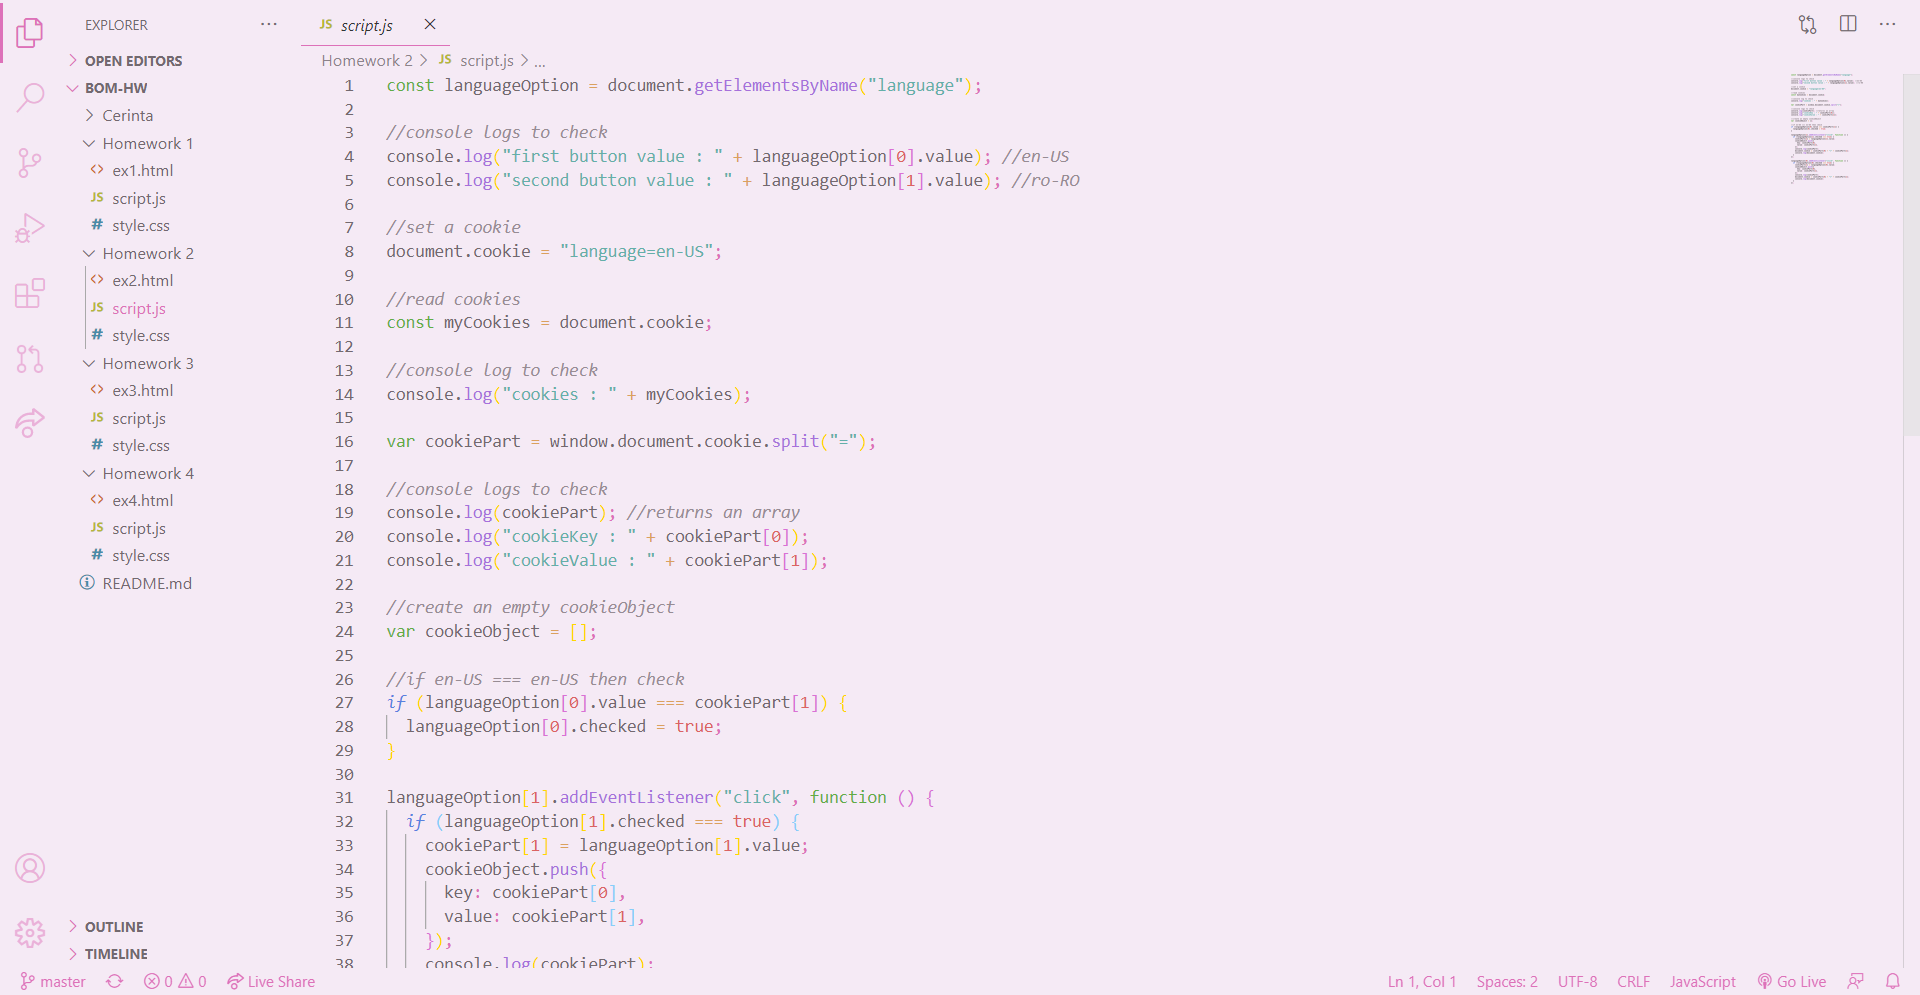 EXPLORER
OPEN EDITORS
BOM-HW
Cerinta
Homework 1
ex1.html
JS script.js
# style.css
Homework 2
ex2.html
JS script.js
# style.css
Homework 3
ex3.html
JS script.js
# style.css
Homework 4
ex4.html
JS script.js
# style.css
README.md
OUTLINE
TIMELINE
JS script.js
Homework 2 > JS script.js > ...
1 const languageOption = document.getElementsByName("language");
2
3 //console logs to check
4 console.log("first button value : " + languageOption[0].value); //en-US
5 console.log("second button value : " + languageOption[1].value); //ro-RO
6
7 //set a cookie
8 document.cookie = "language=en-US";
9
10 //read cookies
11 const myCookies = document.cookie;
12
13 //console log to check
14 console.log("cookies : " + myCookies);
15
16 var cookiePart = window.document.cookie.split("=");
17
18 //console logs to check
19 console.log(cookiePart); //returns an array
20 console.log("cookieKey : " + cookiePart[0]);
21 console.log("cookieValue : " + cookiePart[1]);
22
23 //create an empty cookieObject
24 var cookieObject = [];
25
26 //if en-US === en-US then check
27 if (languageOption[0].value === cookiePart[1]) {
28 languageOption[0].checked = true;
29 }
30
31 languageOption[1].addEventListener("click", function () {
32 if (languageOption[1].checked === true) {
33 cookiePart[1] = languageOption[1].value;
34 cookieObject.push({
35 key: cookiePart[0],
36 value: cookiePart[1],
37 });
38 console.log(cookiePart);
master 0 0 Live Share Ln 1, Col 1 Spaces: 2 UTF-8 CRLF JavaScript Go Live